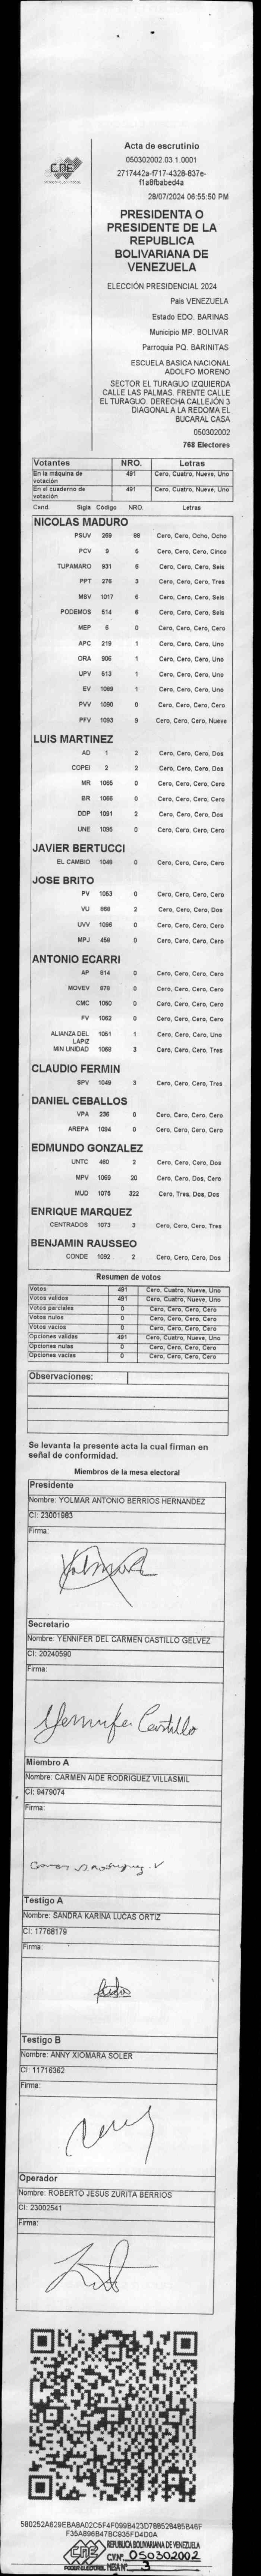 CNE
Acta de escrutinio
050302002.03.1.0001
2717442a-f717-4328-837e-
f1a8fbabed4a
28/07/2024 06:55:50 PM
PRESIDENTA O
PRESIDENTE DE LA
REPUBLICA
BOLIVARIANA DE
VENEZUELA
ELECCIÓN PRESIDENCIAL 2024
Pais VENEZUELA
Estado EDO. BARINAS
Municipio MP. BOLIVAR
Parroquia PQ. BARINITAS
ESCUELA BASICA NACIONAL
ADOLFO MORENO
SECTOR EL TURAGUO IZQUIERDA
CALLE LAS PALMAS. FRENTE CALLE
EL TURAGUO. DERECHA CALLEJÓN 3
DIAGONAL A LA REDOMA EL
BUCARAL CASA
050302002
768 Electores
Votantes NRO. Letras
En la máquina de votación 491 Cero, Cuatro, Nueve, Uno
En el cuaderno de votación 491 Cero, Cuatro, Nueve, Uno
Cand. Sigla Código NRO. Letras
NICOLAS MADURO
PSUV 269 88 Cero, Cero, Ocho, Ocho
PCV 9 5 Cero, Cero, Cero, Cinco
TUPAMARO 931 6 Cero, Cero, Cero, Seis
PPT 276 3 Cero, Cero, Cero, Tres
MSV 1017 6 Cero, Cero, Cero, Seis
PODEMOS 514 6 Cero, Cero, Cero, Seis
MEP 6 0 Cero, Cero, Cero, Cero
APC 219 1 Cero, Cero, Cero, Uno
ORA 906 1 Cero, Cero, Cero, Uno
UPV 513 1 Cero, Cero, Cero, Uno
EV 1089 1 Cero, Cero, Cero, Uno
PVV 1090 0 Cero, Cero, Cero, Cero
PFV 1093 9 Cero, Cero, Cero, Nueve
LUIS MARTINEZ
AD 1 2 Cero, Cero, Cero, Dos
COPEI 2 2 Cero, Cero, Cero, Dos
MR 1065 0 Cero, Cero, Cero, Cero
BR 1066 0 Cero, Cero, Cero, Cero
DDP 1091 2 Cero, Cero, Cero, Dos
UNE 1095 0 Cero, Cero, Cero, Cero
JAVIER BERTUCCI
EL CAMBIO 1048 0 Cero, Cero, Cero, Cero
JOSE BRITO
PV 1053 0 Cero, Cero, Cero, Cero
VU 868 2 Cero, Cero, Cero, Dos
UVV 1096 0 Cero, Cero, Cero, Cero
MPJ 458 0 Cero, Cero, Cero, Cero
ANTONIO ECARRI
AP 814 0 Cero, Cero, Cero, Cero
MOVEV 878 0 Cero, Cero, Cero, Cero
CMC 1050 0 Cero, Cero, Cero, Cero
FV 1062 0 Cero, Cero, Cero, Cero
ALIANZA DEL LAPIZ 1051 1 Cero, Cero, Cero, Uno
MIN UNIDAD 1068 3 Cero, Cero, Cero, Tres
CLAUDIO FERMIN
SPV 1049 3 Cero, Cero, Cero, Tres
DANIEL CEBALLOS
VPA 236 0 Cero, Cero, Cero, Cero
AREPA 1094 0 Cero, Cero, Cero, Cero
EDMUNDO GONZALEZ
UNTC 460 2 Cero, Cero, Cero, Dos
MPV 1069 20 Cero, Cero, Dos, Cero
MUD 1075 322 Cero, Tres, Dos, Dos
ENRIQUE MARQUEZ
CENTRADOS 1073 3 Cero, Cero, Cero, Tres
BENJAMIN RAUSSEO
CONDE 1092 2 Cero, Cero, Cero, Dos
Resumen de votos
Votos 491 Cero, Cuatro, Nueve, Uno
Votos validos 491 Cero, Cuatro, Nueve, Uno
Votos parciales 0 Cero, Cero, Cero, Cero
Votos nulos 0 Cero, Cero, Cero, Cero
Votos vacios 0 Cero, Cero, Cero, Cero
Opciones validas 491 Cero, Cuatro, Nueve, Uno
Opciones nulas 0 Cero, Cero, Cero, Cero
Opciones vacias 0 Cero, Cero, Cero, Cero
Observaciones:
Se levanta la presente acta la cual firman en
señal de conformidad.
Miembros de la mesa electoral
Presidente
Nombre: YOLMAR ANTONIO BERRIOS HERNANDEZ
CI: 23001983
Firma:
Secretario
Nombre: YENNIFER DEL CARMEN CASTILLO GELVEZ
CI: 20240590
Firma:
Yennifer Castillo
Miembro A
Nombre: CARMEN AIDE RODRIGUEZ VILLASMIL
CI: 9479074
Firma:
Testigo A
Nombre: SANDRA KARINA LUCAS ORTIZ
CI: 17768179
Firma:
Testigo B
Nombre: ANNY XIOMARA SOLER
CI: 11716362
Firma:
Operador
Nombre: ROBERTO JESUS ZURITA BERRIOS
CI: 23002541
Firma:
580252A629EBA8A02C5F4F099B423D78B528485B46F
F35A896B47BC935FD4D0A
CNE REPUBLICA BOLIVARIANA DE VENEZUELA
C.V.Nº. 050302002
PODER ELECTORAL MESA Nº. 3